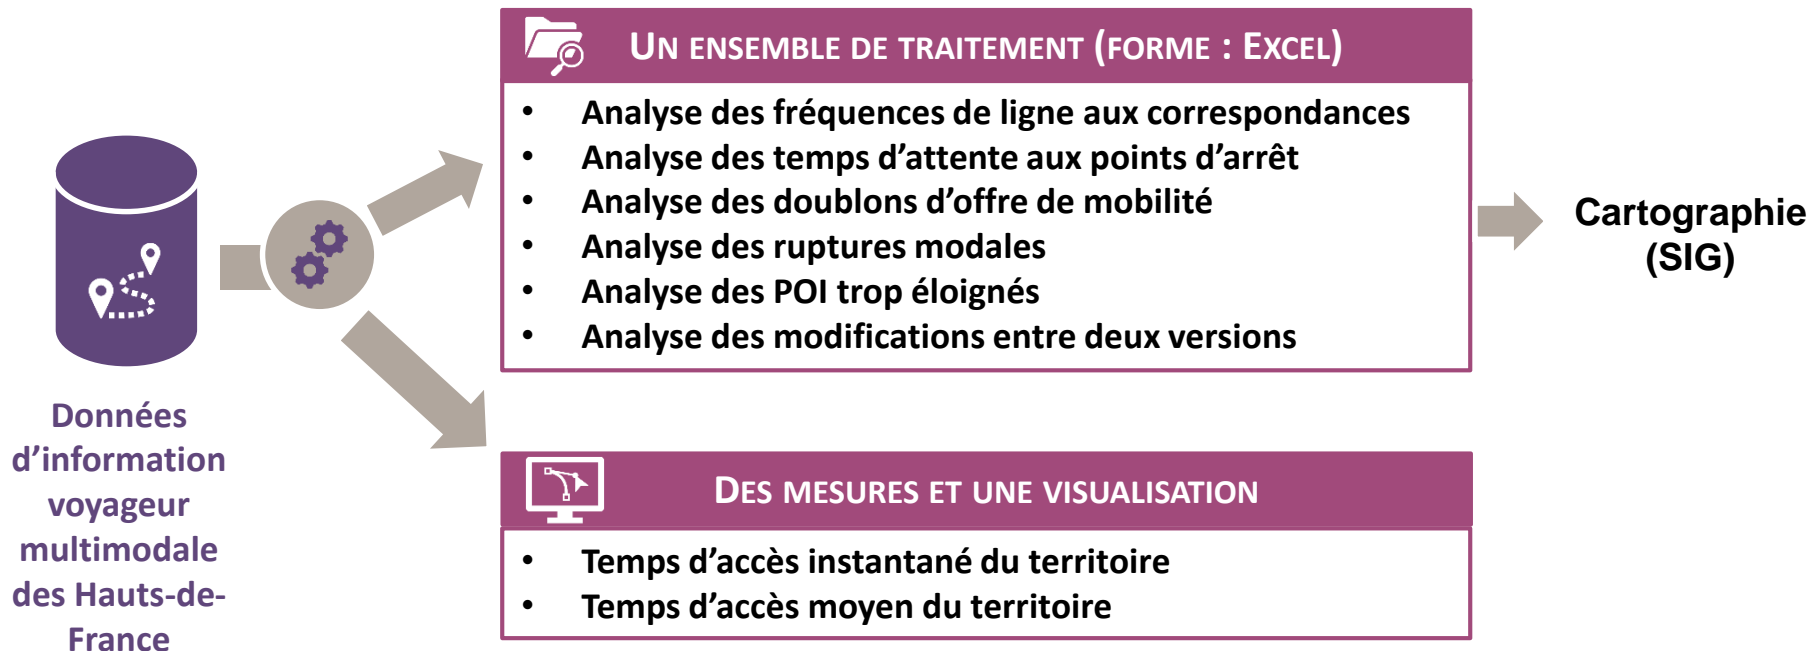 UN ENSEMBLE DE TRAITEMENT (FORME : EXCEL)
• Analyse des fréquences de ligne aux correspondances
• Analyse des temps d’attente aux points d’arrêt
• Analyse des doublons d’offre de mobilité
• Analyse des ruptures modales
• Analyse des POI trop éloignés
• Analyse des modifications entre deux versions
Cartographie
(SIG)
Données
d’information
voyageur
multimodale
des Hauts-de-
France
DES MESURES ET UNE VISUALISATION
• Temps d’accès instantané du territoire
• Temps d’accès moyen du territoire